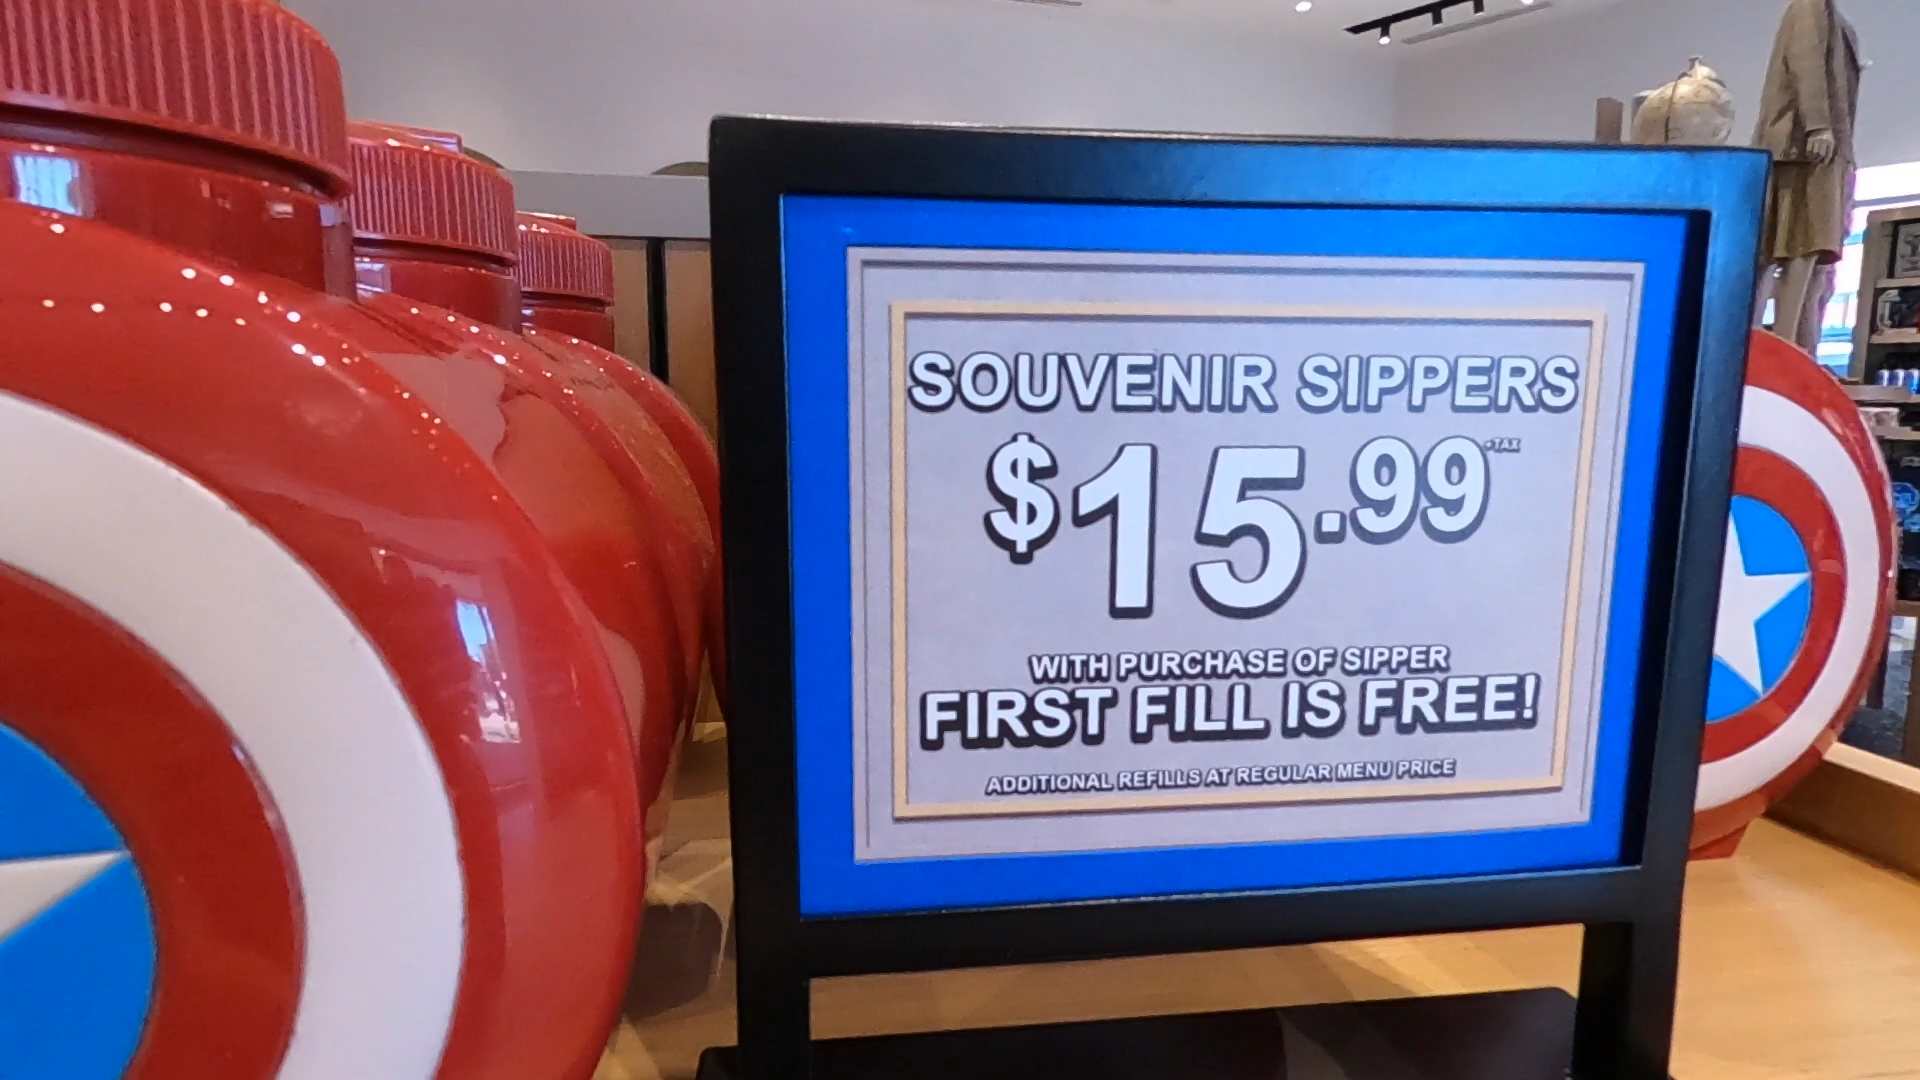 SOUVENIR SIPPERS
$15.99 +TAX
WITH PURCHASE OF SIPPER
FIRST FILL IS FREE!
ADDITIONAL REFILLS AT REGULAR MENU PRICE